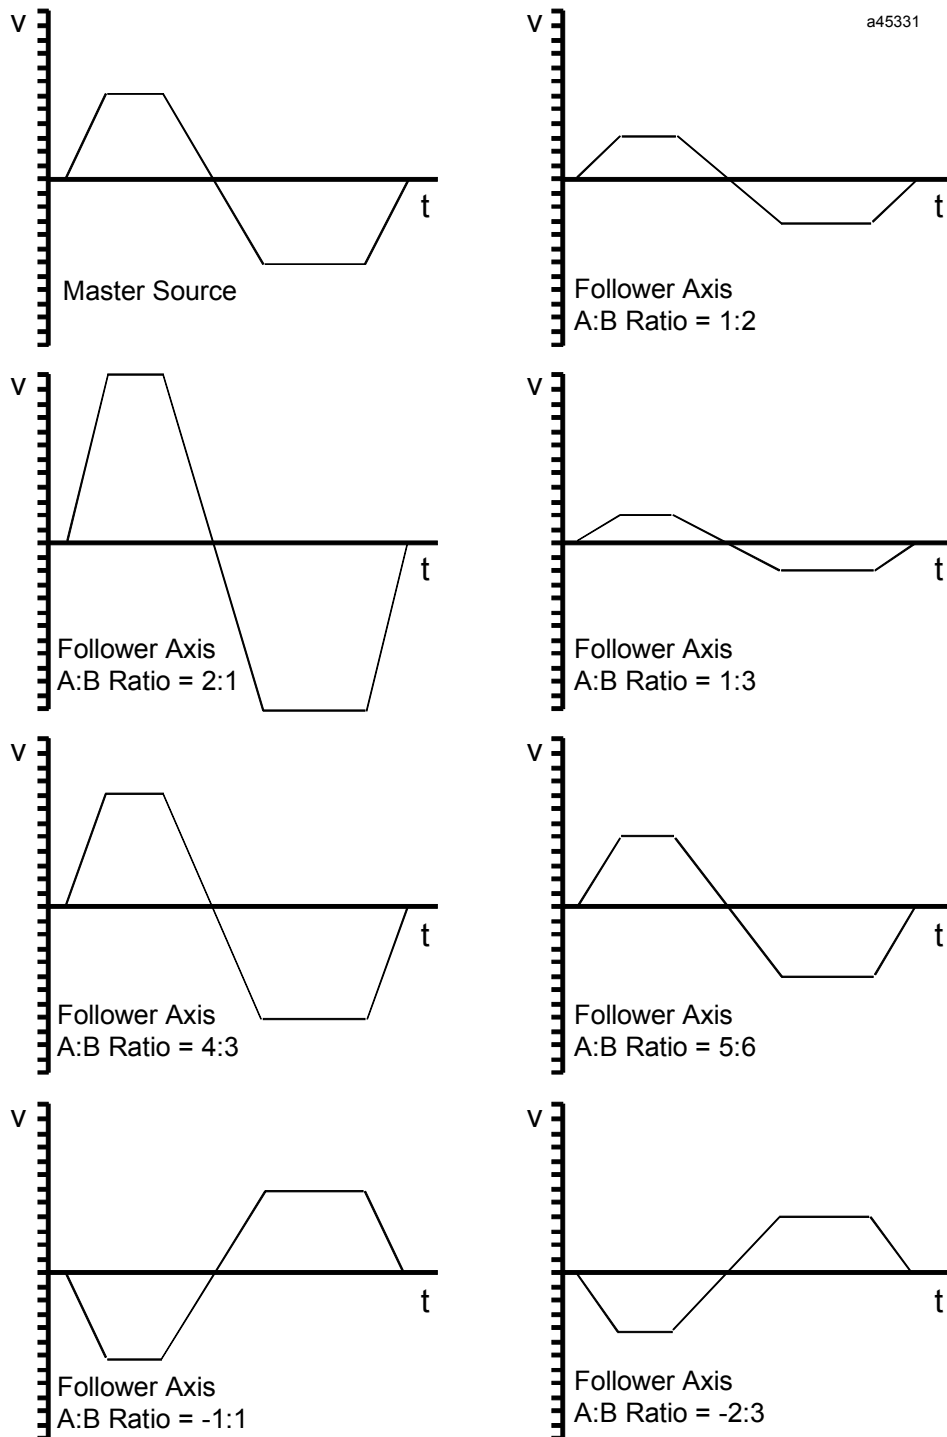 v
a45331
v
t
t
Master Source
Follower Axis
A:B Ratio = 1:2
v
v
t
t
Follower Axis
A:B Ratio = 2:1
Follower Axis
A:B Ratio = 1:3
v
v
t
t
Follower Axis
A:B Ratio = 4:3
Follower Axis
A:B Ratio = 5:6
v
v
t
t
Follower Axis
A:B Ratio = -1:1
Follower Axis
A:B Ratio = -2:3